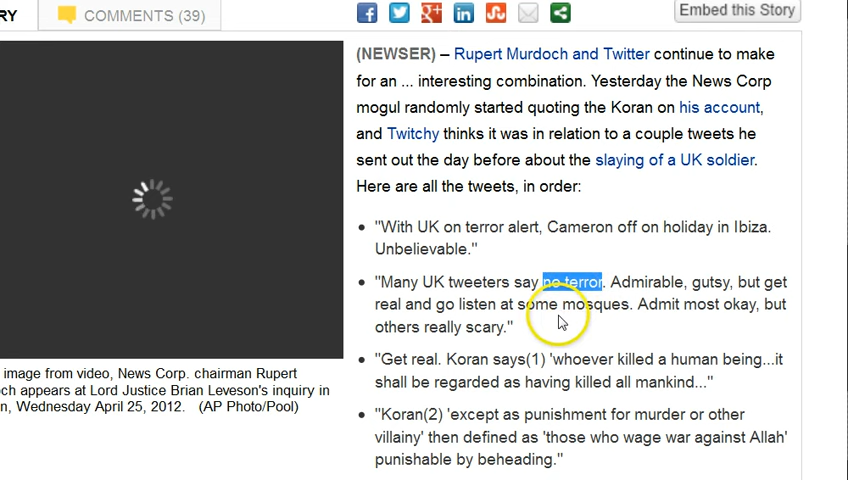 RY
COMMENTS (39)
Embed this Story
(NEWSER) – Rupert Murdoch and Twitter continue to make
for an ... interesting combination. Yesterday the News Corp
mogul randomly started quoting the Koran on his account,
and Twitchy thinks it was in relation to a couple tweets he
sent out the day before about the slaying of a UK soldier.
Here are all the tweets, in order:
"With UK on terror alert, Cameron off on holiday in Ibiza.
Unbelievable."
"Many UK tweeters say no terror. Admirable, gutsy, but get
real and go listen at some mosques. Admit most okay, but
others really scary."
"Get real. Koran says(1) 'whoever killed a human being...it
shall be regarded as having killed all mankind..."
"Koran(2) 'except as punishment for murder or other
villainy' then defined as 'those who wage war against Allah'
punishable by beheading."
image from video, News Corp. chairman Rupert
och appears at Lord Justice Brian Leveson's inquiry in
n, Wednesday April 25, 2012. (AP Photo/Pool)